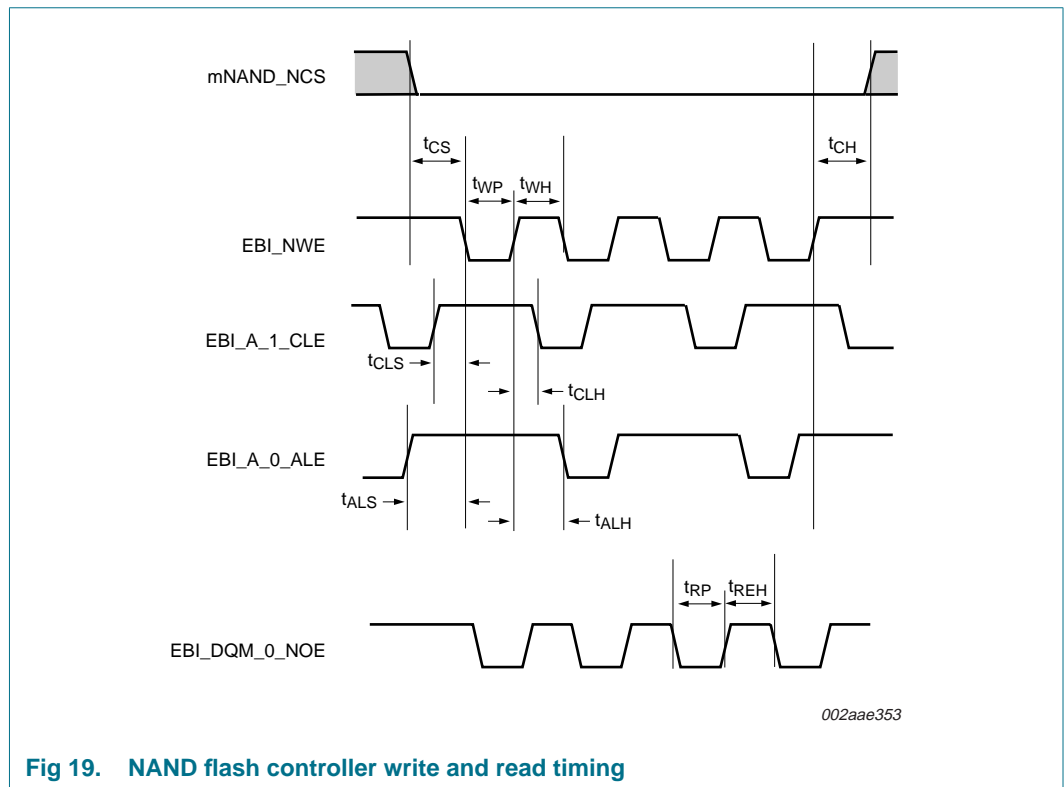 mNAND_NCS
tCS
tCH
tWP
tWH
EBI_NWE
EBI_A_1_CLE
tCLS
tCLH
EBI_A_0_ALE
tALS
tALH
tRP
tREH
EBI_DQM_0_NOE
002aae353
Fig 19. NAND flash controller write and read timing